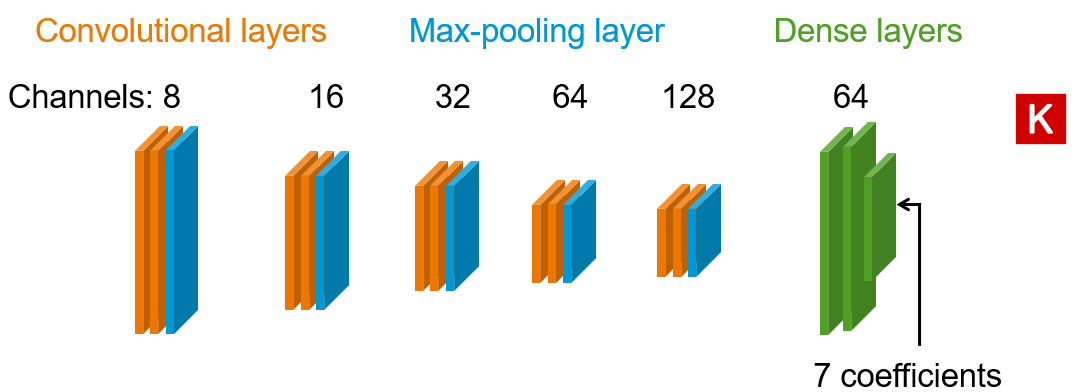 Convolutional layers Max-pooling layer Dense layers
Channels: 8 16 32 64 128 64
K
7 coefficients